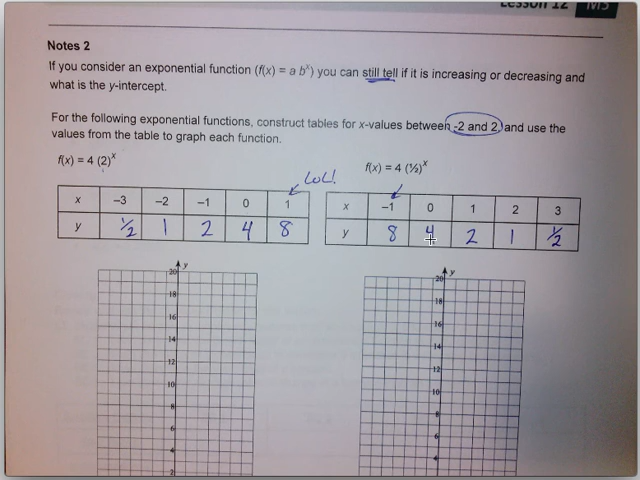 Lesson 12 M3
Notes 2
If you consider an exponential function (f(x) = a bˣ) you can still tell if it is increasing or decreasing and
what is the y-intercept.
For the following exponential functions, construct tables for x-values between -2 and 2, and use the
values from the table to graph each function.
f(x) = 4 (2)ˣ
f(x) = 4 (½)ˣ
LOL!
x -3 -2 -1 0 1
y ½ 1 2 4 8
x -1 0 1 2 3
y 8 4 2 1 ½
y
20
18
16
14
12
10
8
6
4
2
y
20
18
16
14
12
10
8
6
4